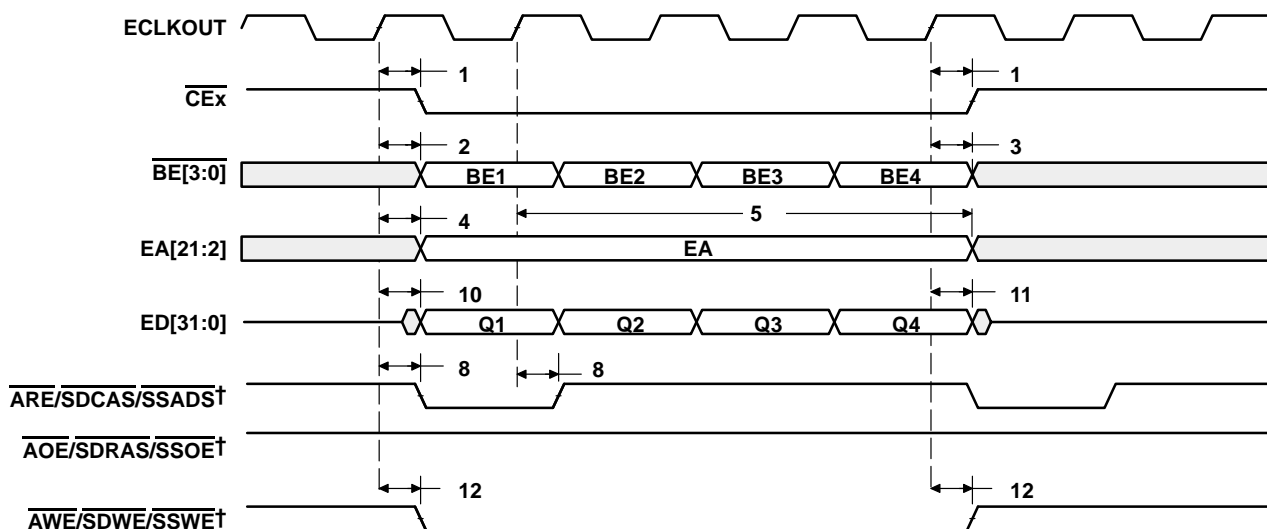 ECLKOUT
1 1
CEx
2 3
BE[3:0] BE1 BE2 BE3 BE4
5
4
EA[21:2] EA
10 11
ED[31:0] Q1 Q2 Q3 Q4
8 8
ARE/SDCAS/SSADS†
AOE/SDRAS/SSOE†
12 12
AWE/SDWE/SSWE†